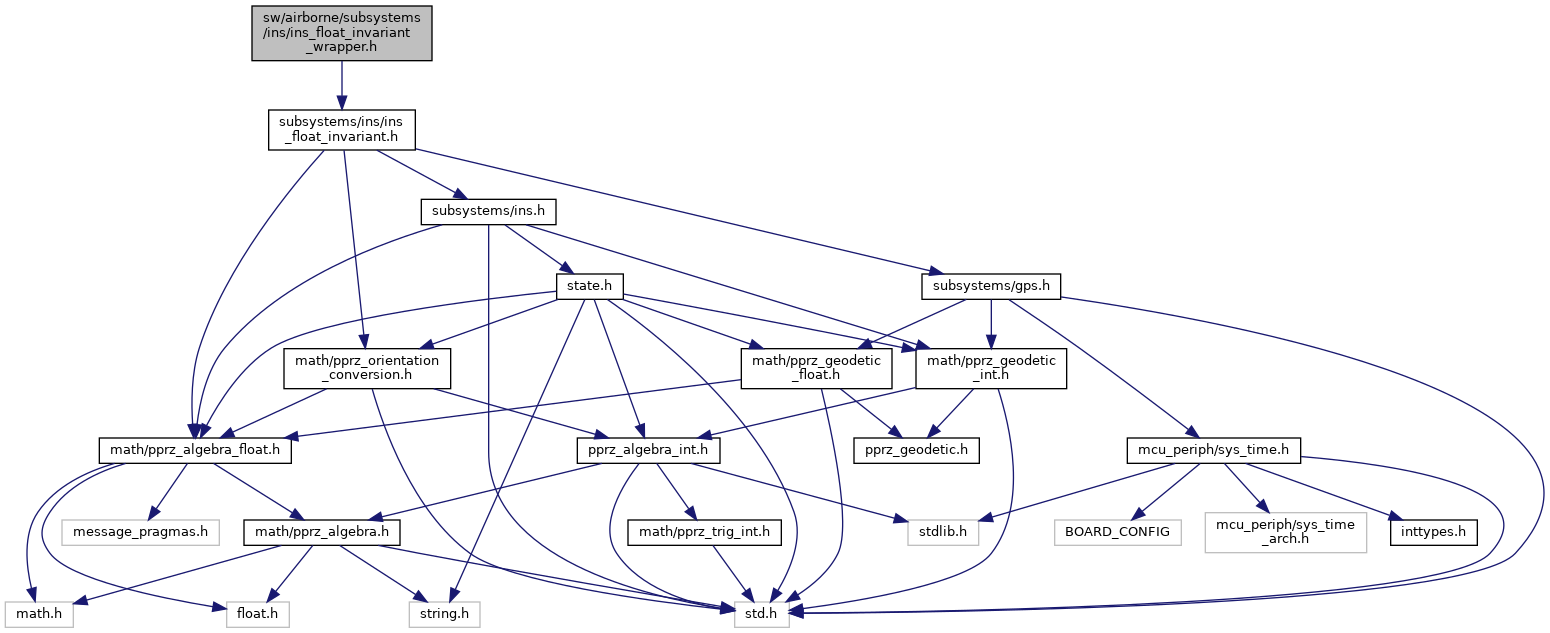 sw/airborne/subsystems
/ins/ins_float_invariant
_wrapper.h
subsystems/ins/ins
_float_invariant.h
subsystems/ins.h
state.h
subsystems/gps.h
math/pprz_orientation
_conversion.h
math/pprz_geodetic
_float.h
math/pprz_geodetic
_int.h
math/pprz_algebra_float.h
pprz_algebra_int.h
pprz_geodetic.h
mcu_periph/sys_time.h
message_pragmas.h
math/pprz_algebra.h
math/pprz_trig_int.h
stdlib.h
BOARD_CONFIG
mcu_periph/sys_time
_arch.h
inttypes.h
math.h
float.h
string.h
std.h